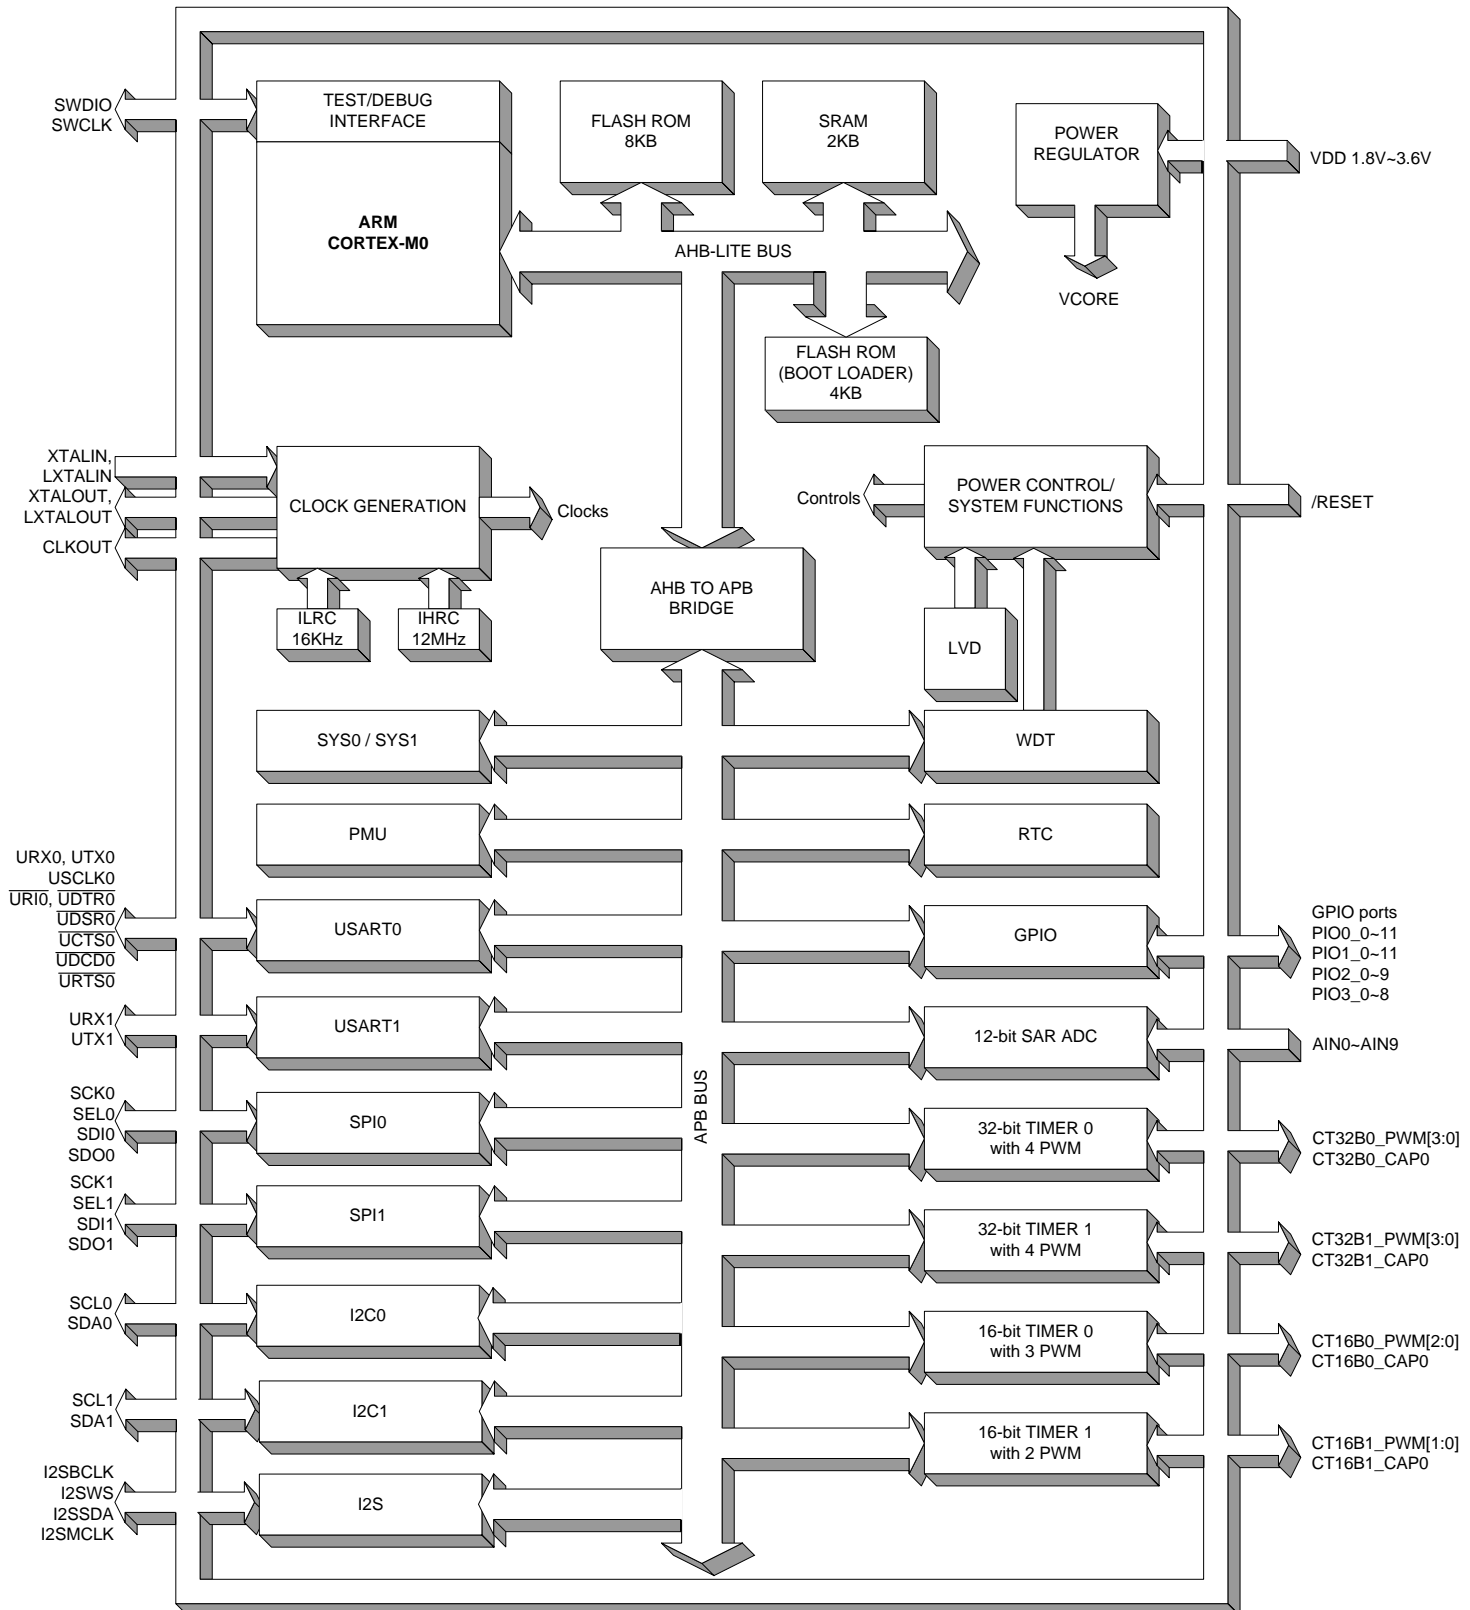 SWDIO
SWCLK
TEST/DEBUG
INTERFACE
ARM
CORTEX-M0
FLASH ROM
8KB
SRAM
2KB
POWER
REGULATOR
VDD 1.8V~3.6V
AHB-LITE BUS
VCORE
FLASH ROM
(BOOT LOADER)
4KB
XTALIN,
LXTALIN
XTALOUT,
LXTALOUT
CLKOUT
CLOCK GENERATION
Clocks
ILRC
16KHz
IHRC
12MHz
AHB TO APB
BRIDGE
Controls
POWER CONTROL/
SYSTEM FUNCTIONS
/RESET
LVD
SYS0 / SYS1
WDT
PMU
RTC
URX0, UTX0
USCLK0
URI0, UDTR0
UDSR0
UCTS0
UDCD0
URTS0
USART0
GPIO
GPIO ports
PIO0_0~11
PIO1_0~11
PIO2_0~9
PIO3_0~8
URX1
UTX1
USART1
12-bit SAR ADC
AIN0~AIN9
APB BUS
SCK0
SEL0
SDI0
SDO0
SPI0
32-bit TIMER 0
with 4 PWM
CT32B0_PWM[3:0]
CT32B0_CAP0
SCK1
SEL1
SDI1
SDO1
SPI1
32-bit TIMER 1
with 4 PWM
CT32B1_PWM[3:0]
CT32B1_CAP0
SCL0
SDA0
I2C0
16-bit TIMER 0
with 3 PWM
CT16B0_PWM[2:0]
CT16B0_CAP0
SCL1
SDA1
I2C1
16-bit TIMER 1
with 2 PWM
CT16B1_PWM[1:0]
CT16B1_CAP0
I2SBCLK
I2SWS
I2SSDA
I2SMCLK
I2S